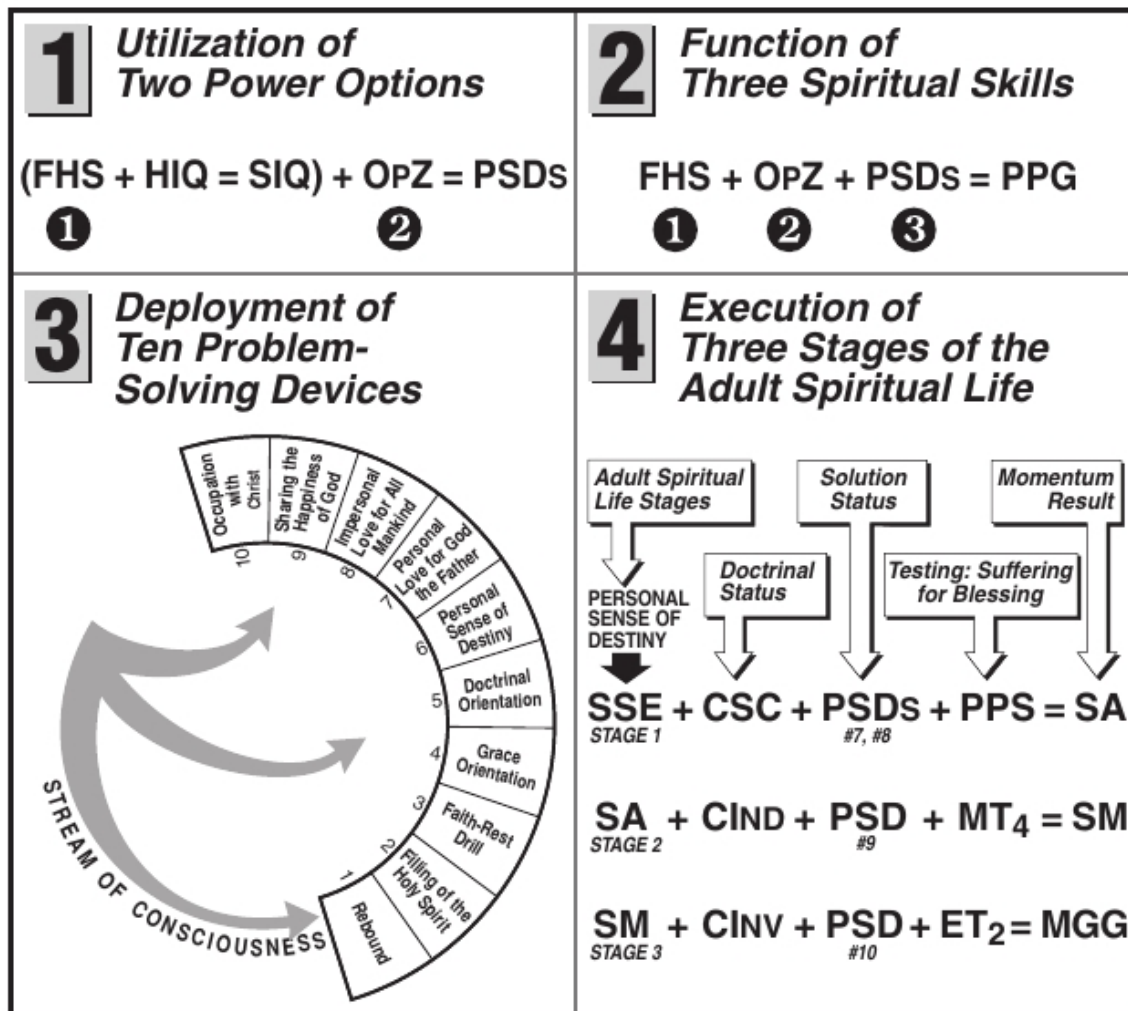 1
Utilization of
Two Power Options
(FHS + HIQ = SIQ) + OPZ = PSDS
1
2
2
Function of
Three Spiritual Skills
FHS + OPZ + PSDS = PPG
1
2
3
3
Deployment of
Ten Problem-
Solving Devices
Occupation
with
Christ
10
Sharing the
Happiness
of God
9
Impersonal
Love for All
Mankind
8
Personal
Love for God
the Father
7
Personal
Sense of
Destiny
6
Doctrinal
Orientation
5
Grace
Orientation
4
Faith-Rest
Drill
3
Filling of the
Holy Spirit
2
Rebound
1
STREAM OF CONSCIOUSNESS
4
Execution of
Three Stages of the
Adult Spiritual Life
Adult Spiritual
Life Stages
Solution
Status
Momentum
Result
Doctrinal
Status
Testing: Suffering
for Blessing
PERSONAL
SENSE OF
DESTINY
SSE + CSC + PSDS + PPS = SA
STAGE 1
#7, #8
SA + CIND + PSD + MT4 = SM
STAGE 2
#9
SM + CINV + PSD + ET2 = MGG
STAGE 3
#10